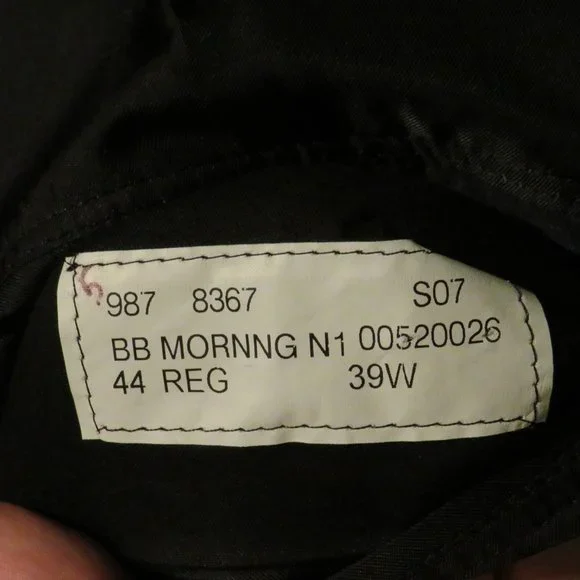 987 8367 S07
BB MORNNG N1 00520026
44 REG 39W